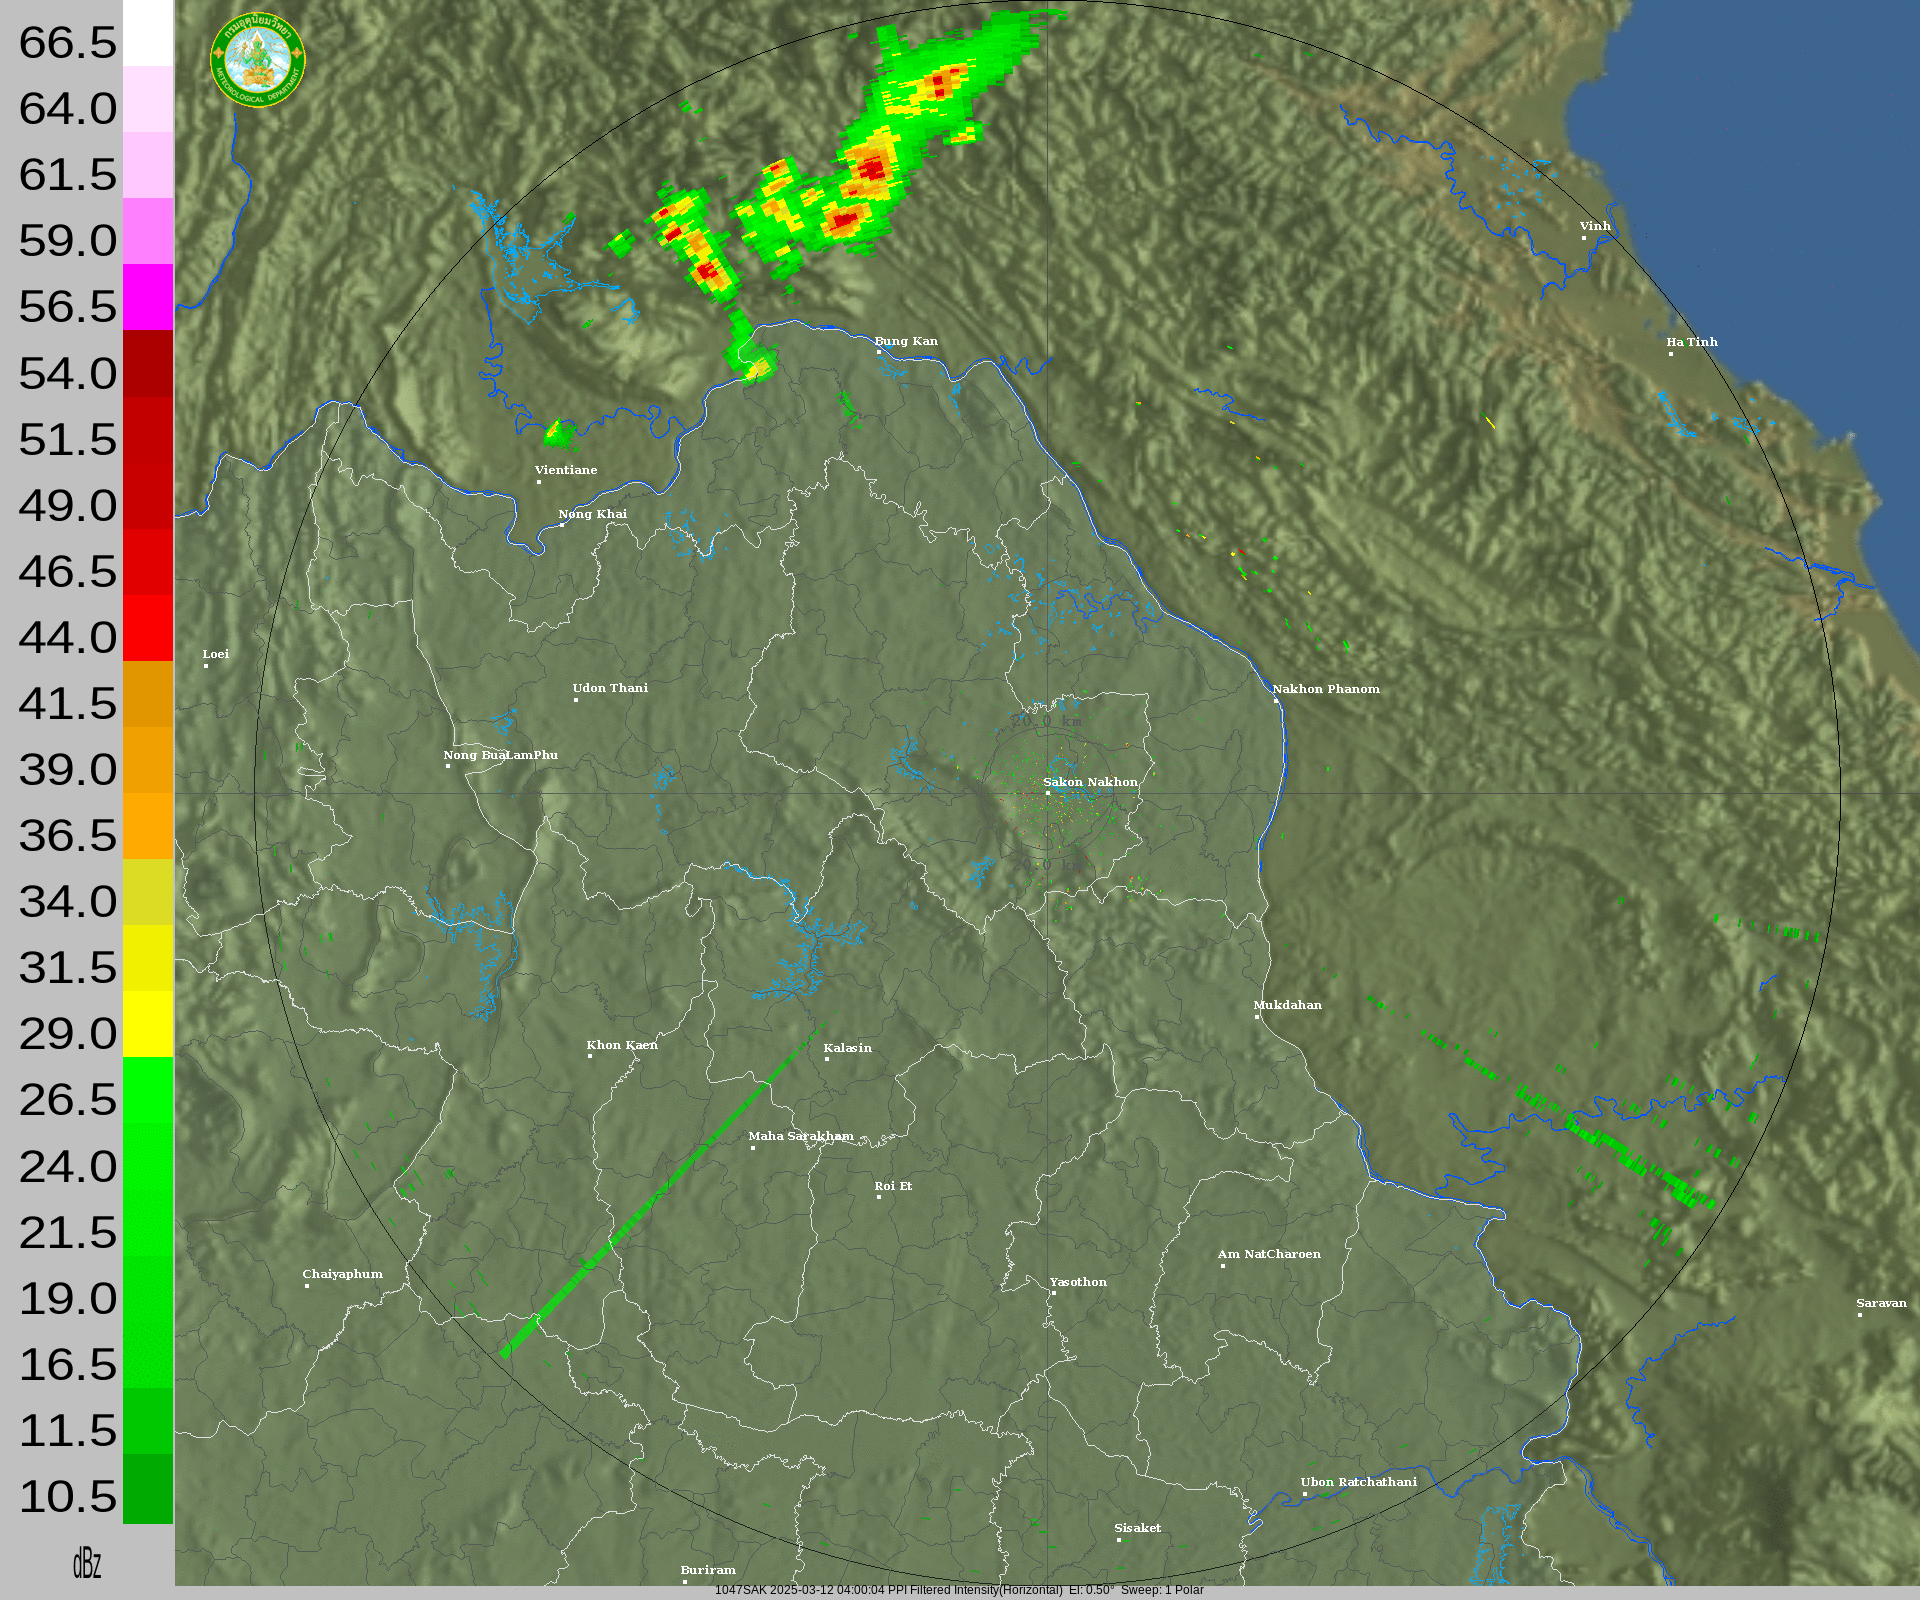 66.5
64.0
61.5
59.0
56.5
54.0
51.5
49.0
46.5
44.0
41.5
39.0
36.5
34.0
31.5
29.0
26.5
24.0
21.5
19.0
16.5
11.5
10.5
dBz
กรมอุตุนิยมวิทยา
METEOROLOGICAL DEPARTMENT
Vinh
Ha Tinh
Bung Kan
Vientiane
Nong Khai
Loei
Udon Thani
Nakhon Phanom
20.0 km
Nong BuaLamPhu
Sakon Nakhon
Mukdahan
Khon Kaen
Kalasin
Maha Sarakham
Roi Et
Am NatCharoen
Chaiyaphum
Yasothon
Saravan
Ubon Ratchathani
Sisaket
Buriram
1047SAK 2025-03-12 04:00:04 PPI Filtered Intensity(Horizontal) El: 0.50° Sweep: 1 Polar